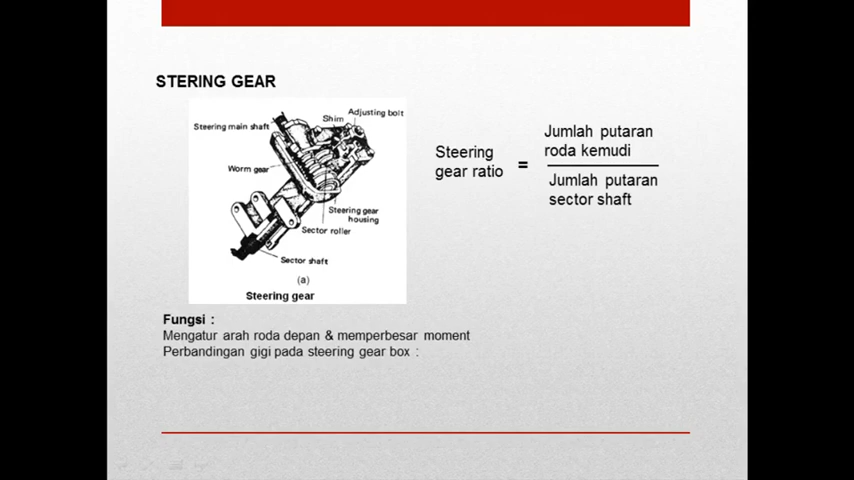 STERING GEAR
Shim
Adjusting bolt
Steering main shaft
Worm gear
Steering gear
housing
Sector roller
Sector shaft
(a)
Steering gear
Steering
gear ratio
=
Jumlah putaran
roda kemudi
Jumlah putaran
sector shaft
Fungsi :
Mengatur arah roda depan & memperbesar moment
Perbandingan gigi pada steering gear box :